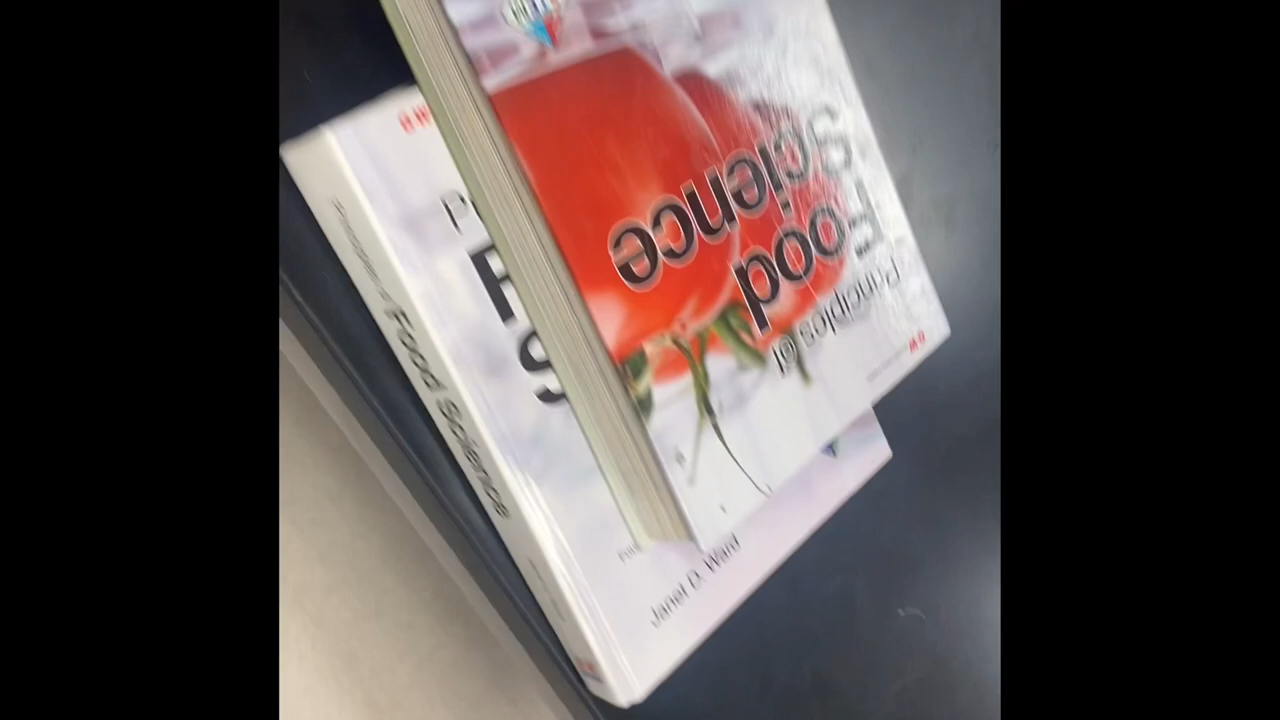 Principles of
Food
Science
G-W
Principles of Food Science
G-W
P
F
S
Janet D. Ward